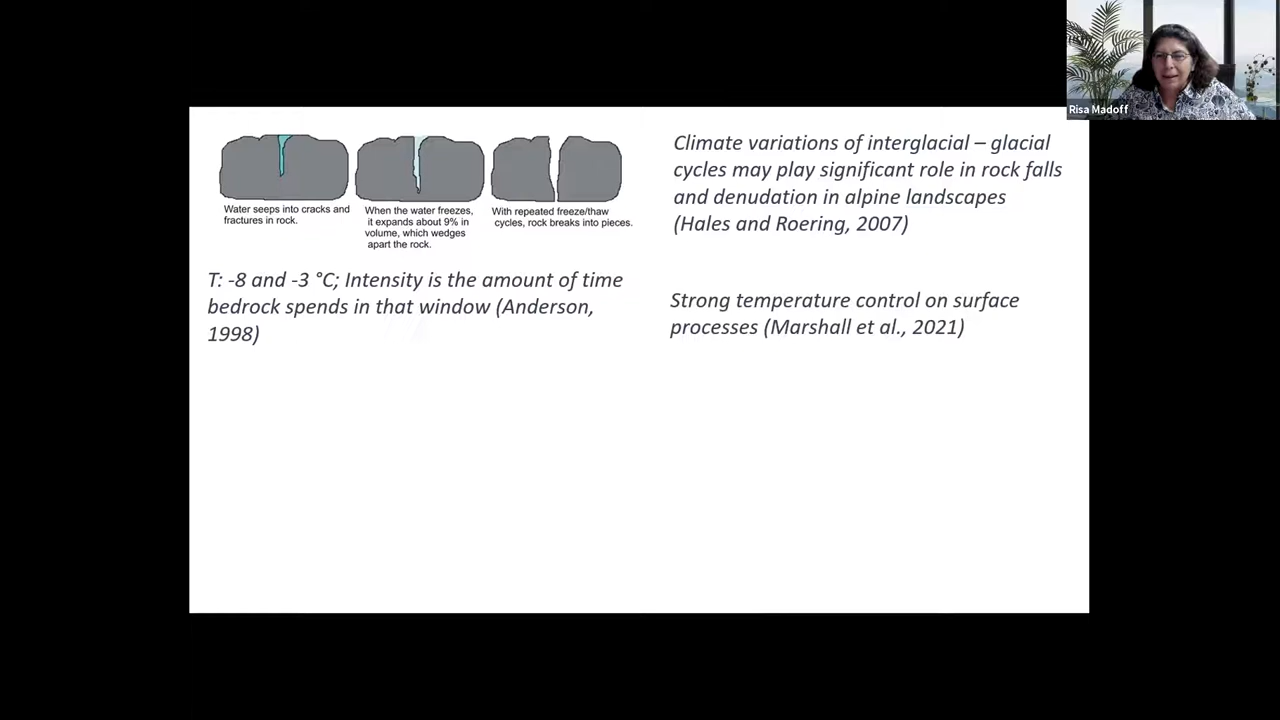 Risa Madoff
Water seeps into cracks and
fractures in rock.
When the water freezes,
it expands about 9% in
volume, which wedges
apart the rock.
With repeated freeze/thaw
cycles, rock breaks into pieces.
T: -8 and -3 °C; Intensity is the amount of time
bedrock spends in that window (Anderson,
1998)
Climate variations of interglacial – glacial
cycles may play significant role in rock falls
and denudation in alpine landscapes
(Hales and Roering, 2007)
Strong temperature control on surface
processes (Marshall et al., 2021)